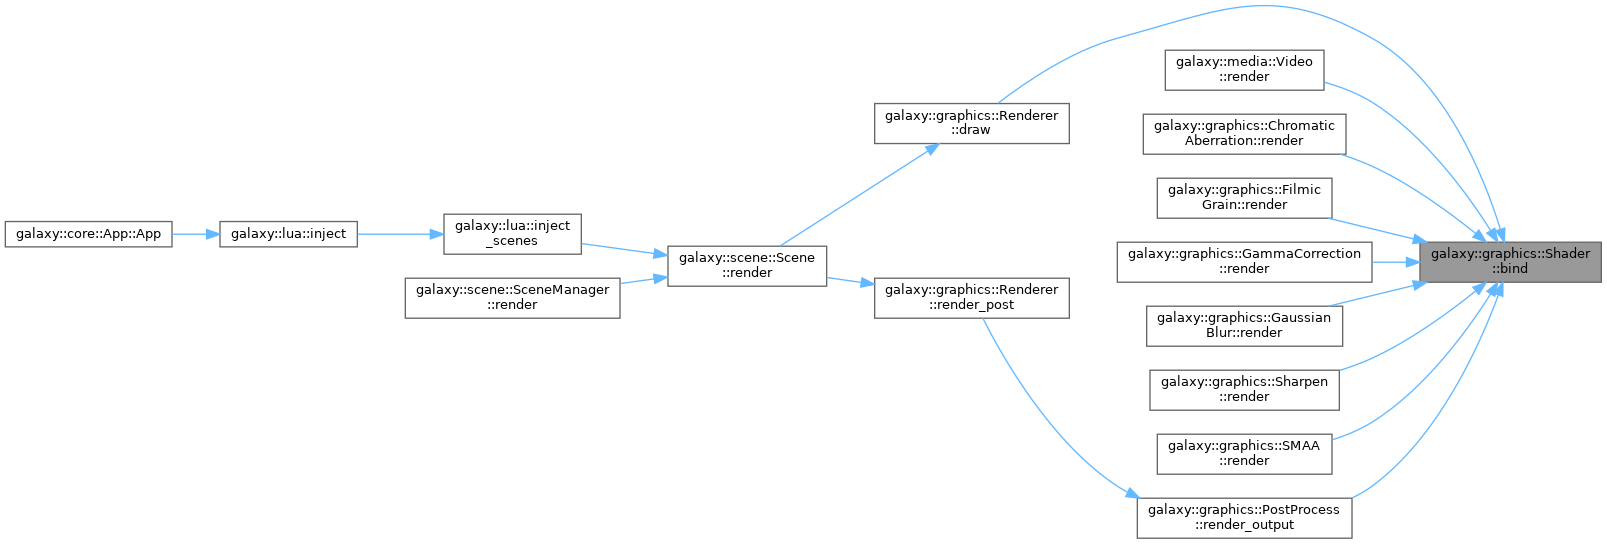 galaxy::media::Video
::render
galaxy::graphics::Renderer
::draw
galaxy::graphics::Chromatic
Aberration::render
galaxy::graphics::Filmic
Grain::render
galaxy::core::App::App
galaxy::lua::inject
galaxy::lua::inject
_scenes
galaxy::scene::Scene
::render
galaxy::graphics::GammaCorrection
::render
galaxy::graphics::Shader
::bind
galaxy::scene::SceneManager
::render
galaxy::graphics::Renderer
::render_post
galaxy::graphics::Gaussian
Blur::render
galaxy::graphics::Sharpen
::render
galaxy::graphics::SMAA
::render
galaxy::graphics::PostProcess
::render_output